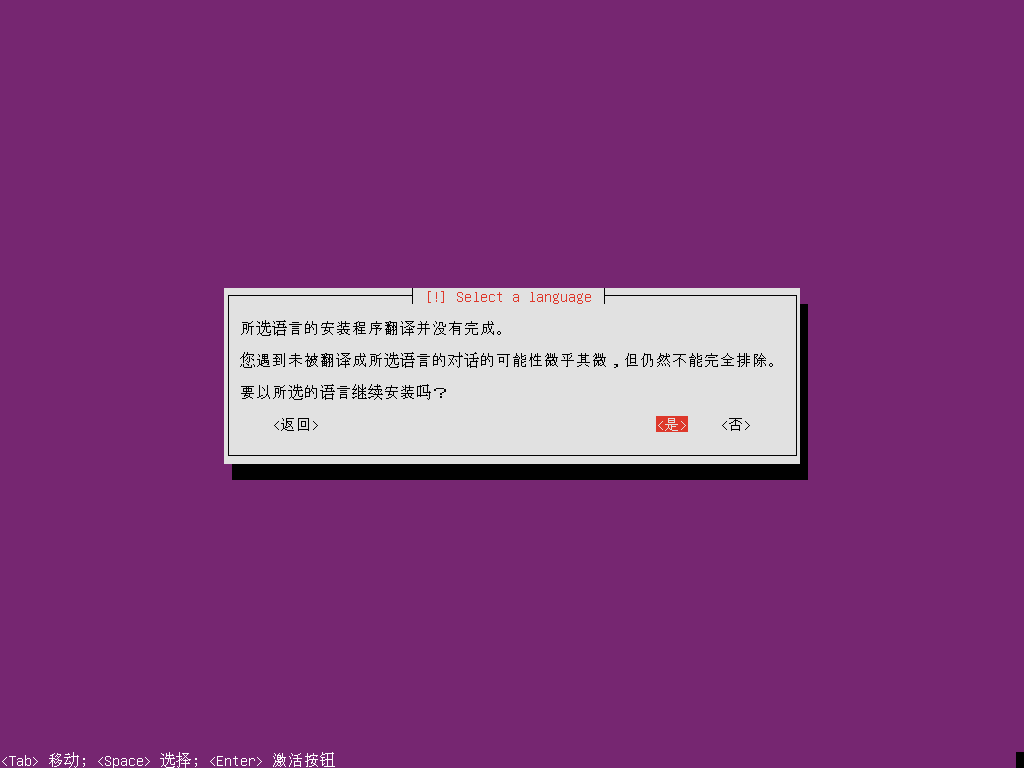 [!] Select a language
所选语言的安装程序翻译并没有完成。
您遇到未被翻译成所选语言的对话的可能性微乎其微，但仍然不能完全排除。
要以所选的语言继续安装吗？
<返回> <是> <否>
<Tab> 移动; <Space> 选择; <Enter> 激活按钮